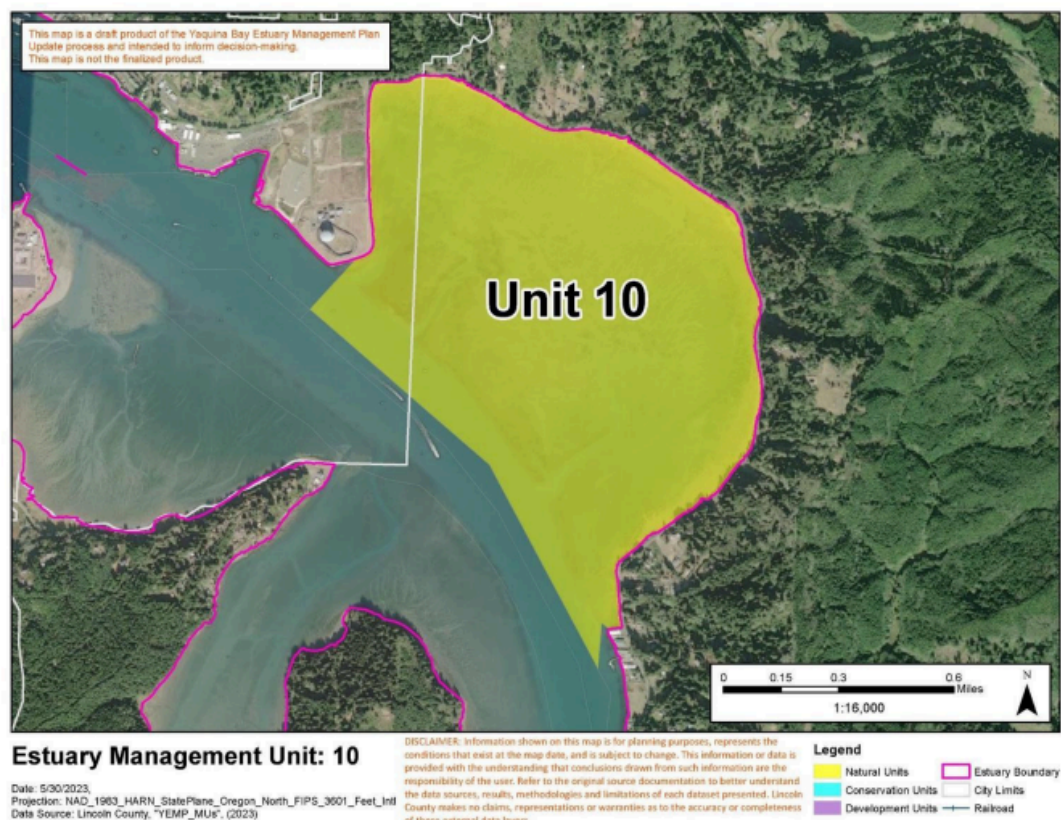 This map is a draft product of the Yaquina Bay Estuary Management Plan
Update process and intended to inform decision-making.
This map is not the finalized product.
Unit 10
0 0.15 0.3 0.6
Miles
N
1:16,000
Estuary Management Unit: 10
Date: 5/30/2023,
Projection: NAD_1983_HARN_StatePlane_Oregon_North_FIPS_3601_Feet_Intl
Data Source: Lincoln County, "YEMP_MUs", (2023)
DISCLAIMER: Information shown on this map is for planning purposes, represents the
conditions that exist at the map date, and is subject to change. This information or data is
provided with the understanding that conclusions drawn from such information are the
responsibility of the user. Refer to the original source documentation to better understand
the data sources, results, methodologies and limitations of each dataset presented. Lincoln
County makes no claims, representations or warranties as to the accuracy or completeness
of these external data layers.
Legend
Natural Units
Conservation Units
Development Units
Estuary Boundary
City Limits
Railroad